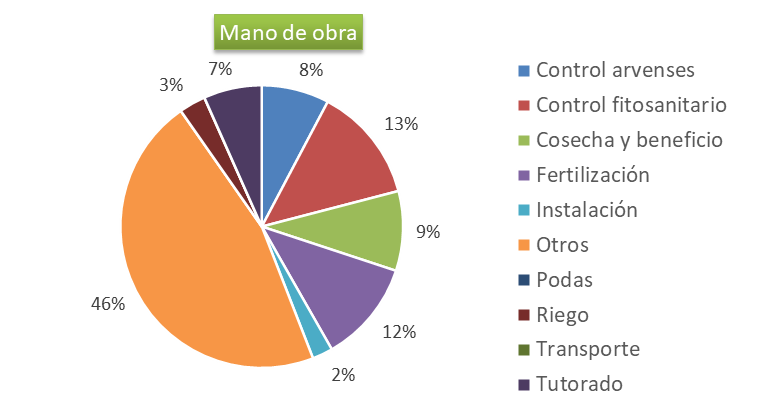 Mano de obra
8%
13%
9%
12%
2%
46%
3%
7%
Control arvenses
Control fitosanitario
Cosecha y beneficio
Fertilización
Instalación
Otros
Podas
Riego
Transporte
Tutorado